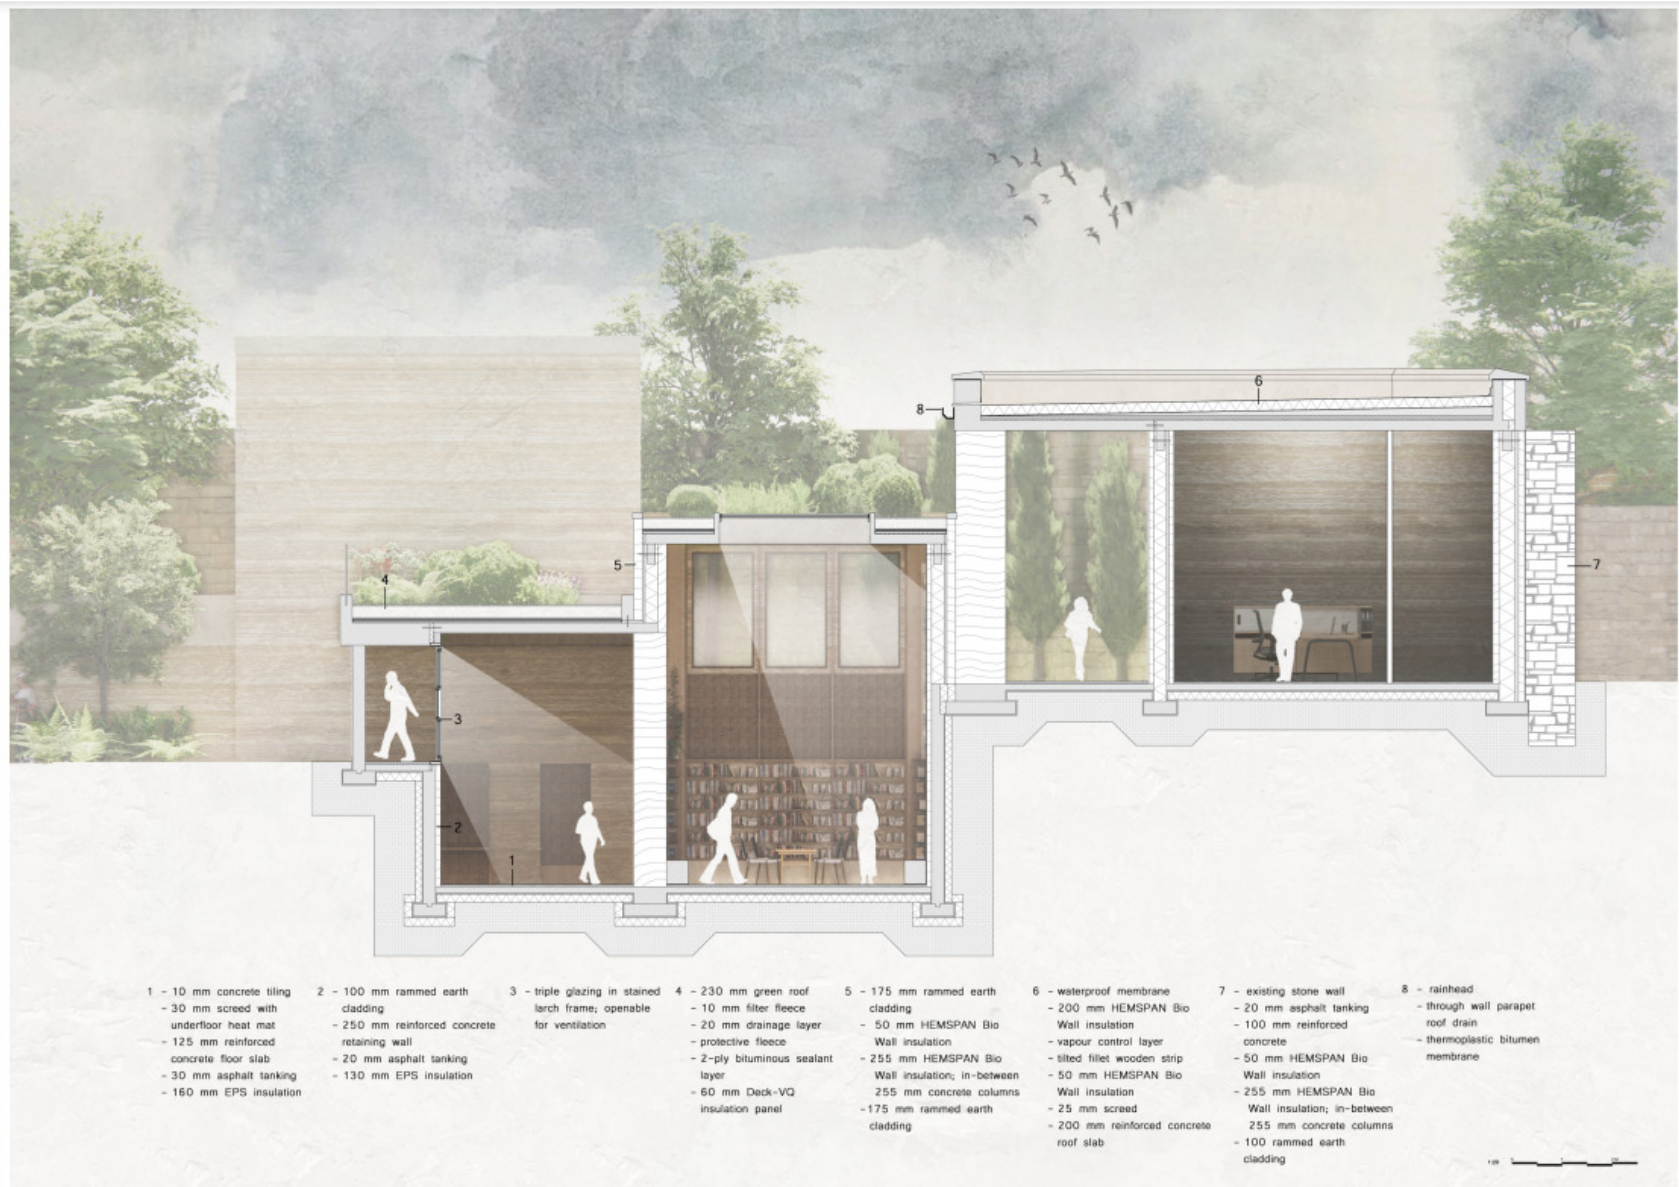 6
8
5
7
4
3
2
1
1 - 10 mm concrete tiling
- 30 mm screed with
underfloor heat mat
- 125 mm reinforced
concrete floor slab
- 30 mm asphalt tanking
- 160 mm EPS insulation
2 - 100 mm rammed earth
cladding
- 250 mm reinforced concrete
retaining wall
- 20 mm asphalt tanking
- 130 mm EPS insulation
3 - triple glazing in stained
larch frame; openable
for ventilation
4 - 230 mm green roof
- 10 mm filter fleece
- 20 mm drainage layer
- protective fleece
- 2-ply bituminous sealant
layer
- 60 mm Deck-VQ
insulation panel
5 - 175 mm rammed earth
cladding
- 50 mm HEMSPAN Bio
Wall insulation
- 255 mm HEMSPAN Bio
Wall insulation; in-between
255 mm concrete columns
-175 mm rammed earth
cladding
6 - waterproof membrane
- 200 mm HEMSPAN Bio
Wall insulation
- vapour control layer
- tilted fillet wooden strip
- 50 mm HEMSPAN Bio
Wall insulation
- 25 mm screed
- 200 mm reinforced concrete
roof slab
7 - existing stone wall
- 20 mm asphalt tanking
- 100 mm reinforced
concrete
- 50 mm HEMSPAN Bio
Wall insulation
- 255 mm HEMSPAN Bio
Wall insulation; in-between
255 mm concrete columns
- 100 rammed earth
cladding
8 - rainhead
- through wall parapet
roof drain
- thermoplastic bitumen
membrane